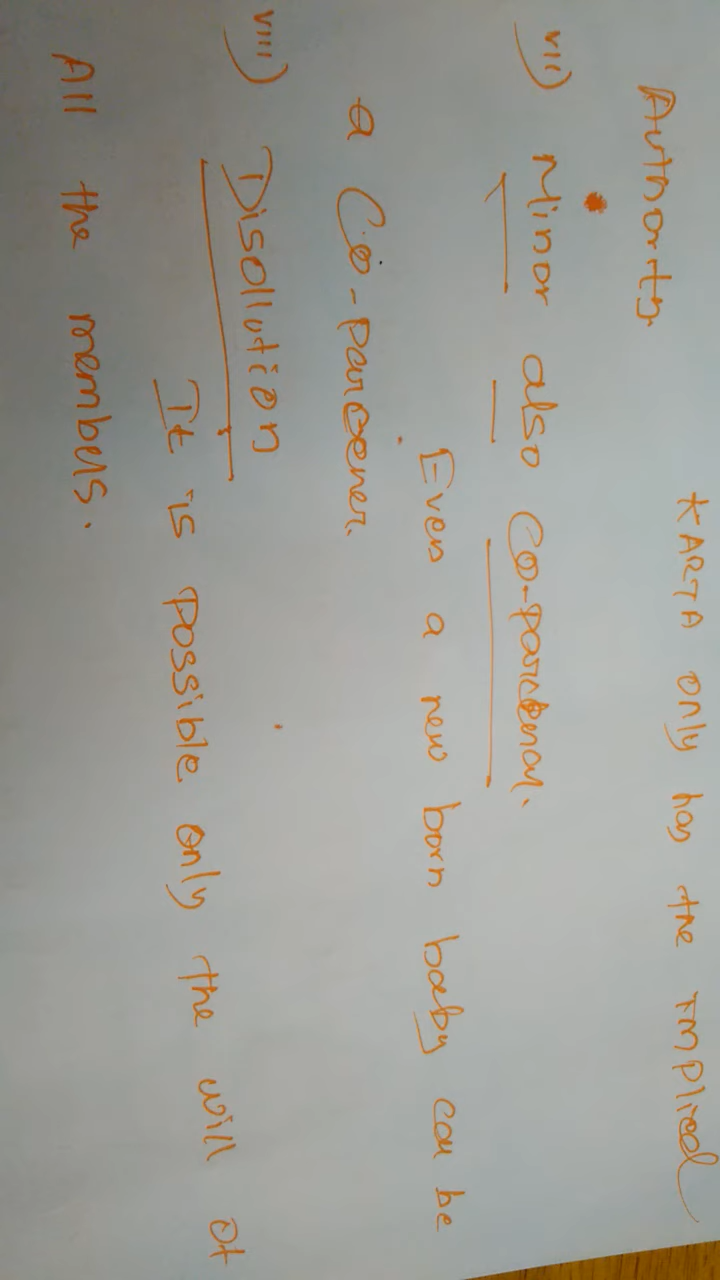 KARTA only has the Implied
Authority.
vii) Minor also Co-parcenar.
Even a new born baby can be
a Co-parcener.
viii) Disollution
It is possible only the will of
All the members.